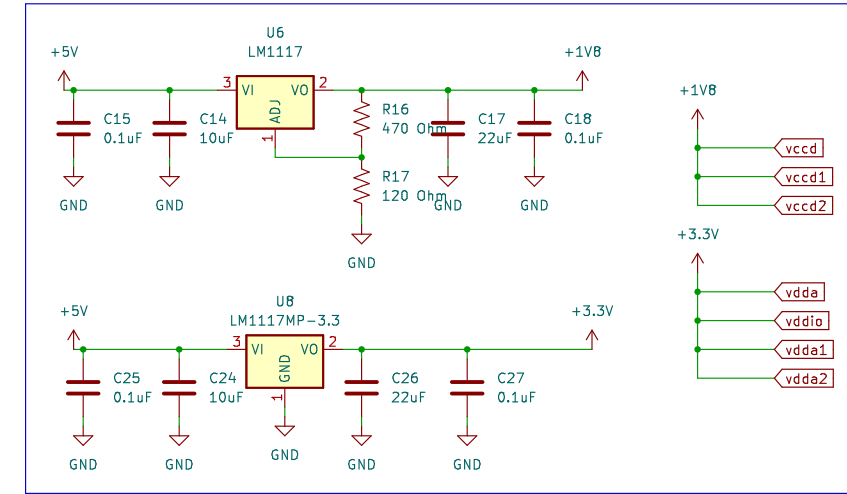 U6
LM1117
+5V
+1V8
3
VI
VO
2
ADJ
1
C15
0.1uF
C14
10uF
R16
470 Ohm
C17
22uF
C18
0.1uF
R17
120 Ohm
GND
GND
GND
GND
GND
+1V8
vccd
vccd1
vccd2
+3.3V
vdda
vddio
vdda1
vdda2
U8
LM1117MP-3.3
+5V
+3.3V
3
VI
VO
2
GND
1
C25
0.1uF
C24
10uF
C26
22uF
C27
0.1uF
GND
GND
GND
GND
GND